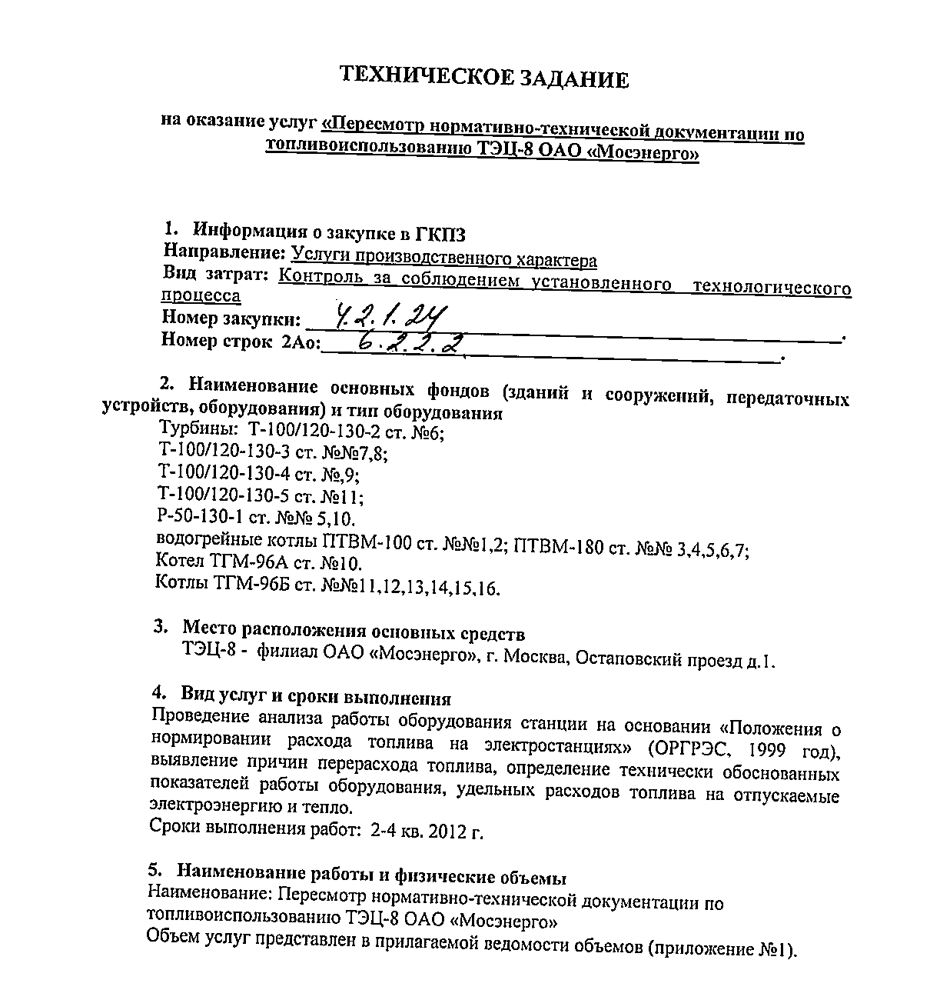 ТЕХНИЧЕСКОЕ ЗАДАНИЕ
на оказание услуг «Пересмотр нормативно-технической документации по
топливоиспользованию ТЭЦ-8 ОАО «Мосэнерго»
1. Информация о закупке в ГКПЗ
Направление: Услуги производственного характера
Вид затрат: Контроль за соблюдением установленного технологического
процесса
Номер закупки: 4.2.1.24.
Номер строк 2Ао: 6.2.2.2.
2. Наименование основных фондов (зданий и сооружений, передаточных
устройств, оборудования) и тип оборудования
Турбины: Т-100/120-130-2 ст. №6;
Т-100/120-130-3 ст. №№7,8;
Т-100/120-130-4 ст. №,9;
Т-100/120-130-5 ст. №11;
Р-50-130-1 ст. №№ 5,10.
водогрейные котлы ПТВМ-100 ст. №№1,2; ПТВМ-180 ст. №№ 3,4,5,6,7;
Котел ТГМ-96А ст. №10.
Котлы ТГМ-96Б ст. №№11,12,13,14,15,16.
3. Место расположения основных средств
ТЭЦ-8 - филиал ОАО «Мосэнерго», г. Москва, Остаповский проезд д.1.
4. Вид услуг и сроки выполнения
Проведение анализа работы оборудования станции на основании «Положения о
нормировании расхода топлива на электростанциях» (ОРГРЭС, 1999 год),
выявление причин перерасхода топлива, определение технически обоснованных
показателей работы оборудования, удельных расходов топлива на отпускаемые
электроэнергию и тепло.
Сроки выполнения работ: 2-4 кв. 2012 г.
5. Наименование работы и физические объемы
Наименование: Пересмотр нормативно-технической документации по
топливоиспользованию ТЭЦ-8 ОАО «Мосэнерго»
Объем услуг представлен в прилагаемой ведомости объемов (приложение №1).